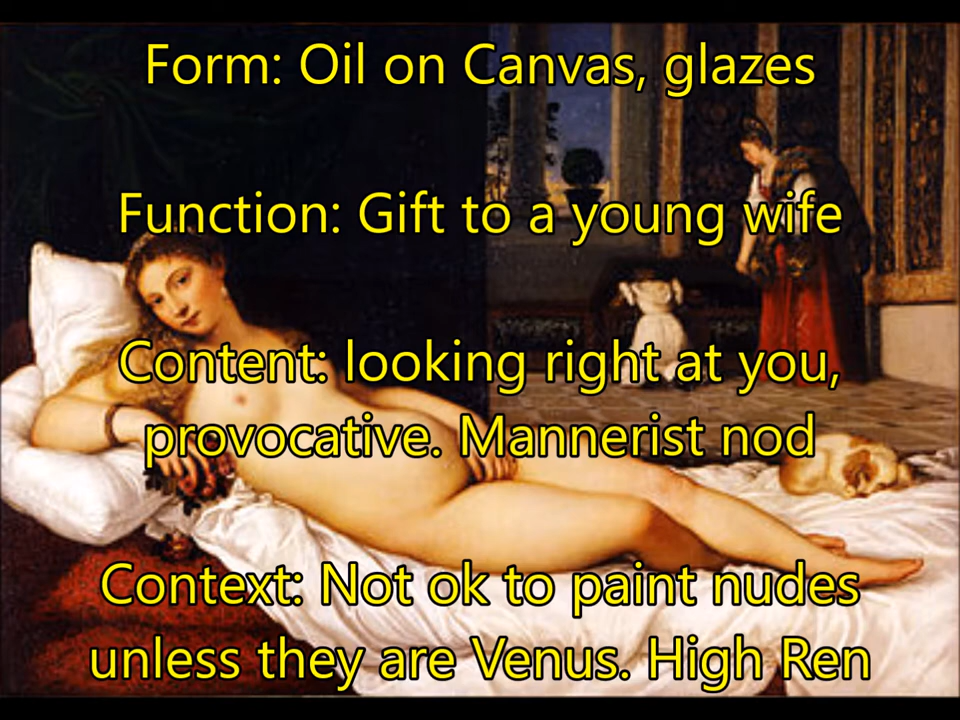 Form: Oil on Canvas, glazes
Function: Gift to a young wife
Content: looking right at you,
provocative. Mannerist nod
Context: Not ok to paint nudes
unless they are Venus. High Ren